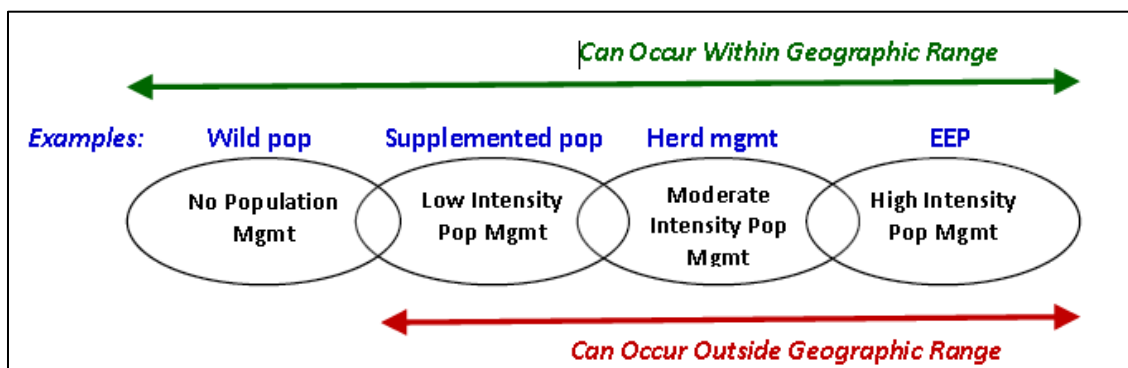 Can Occur Within Geographic Range
Examples: Wild pop Supplemented pop Herd mgmt EEP
No Population
Mgmt
Low Intensity
Pop Mgmt
Moderate
Intensity Pop
Mgmt
High Intensity
Pop Mgmt
Can Occur Outside Geographic Range